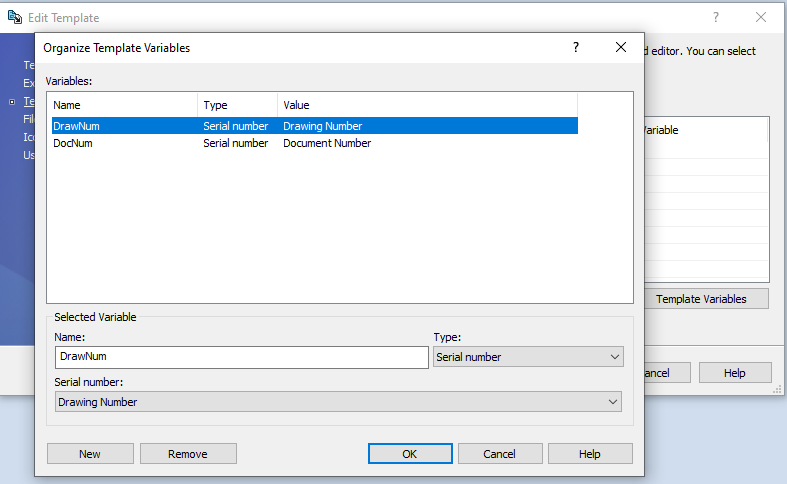 Edit Template
Organize Template Variables
d editor. You can select
Variables:
Name Type Value
DrawNum Serial number Drawing Number
DocNum Serial number Document Number
Te
Ex
Te
File
Ico
Us
Variable
Template Variables
Selected Variable
Name: Type:
DrawNum Serial number
Serial number:
Drawing Number
ancel Help
New Remove OK Cancel Help